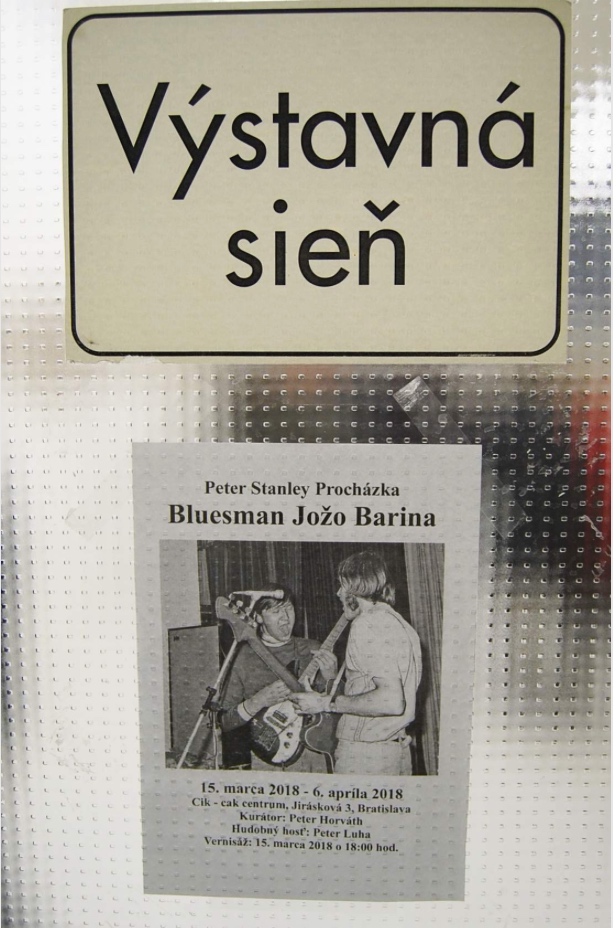 Výstavná
sieň
Peter Stanley Procházka
Bluesman Jožo Barina
15. marca 2018 - 6. apríla 2018
Cik - cak centrum, Jirásková 3, Bratislava
Kurátor: Peter Horváth
Hudobný hosť: Peter Luha
Vernisáž: 15. marca 2018 o 18:00 hod.